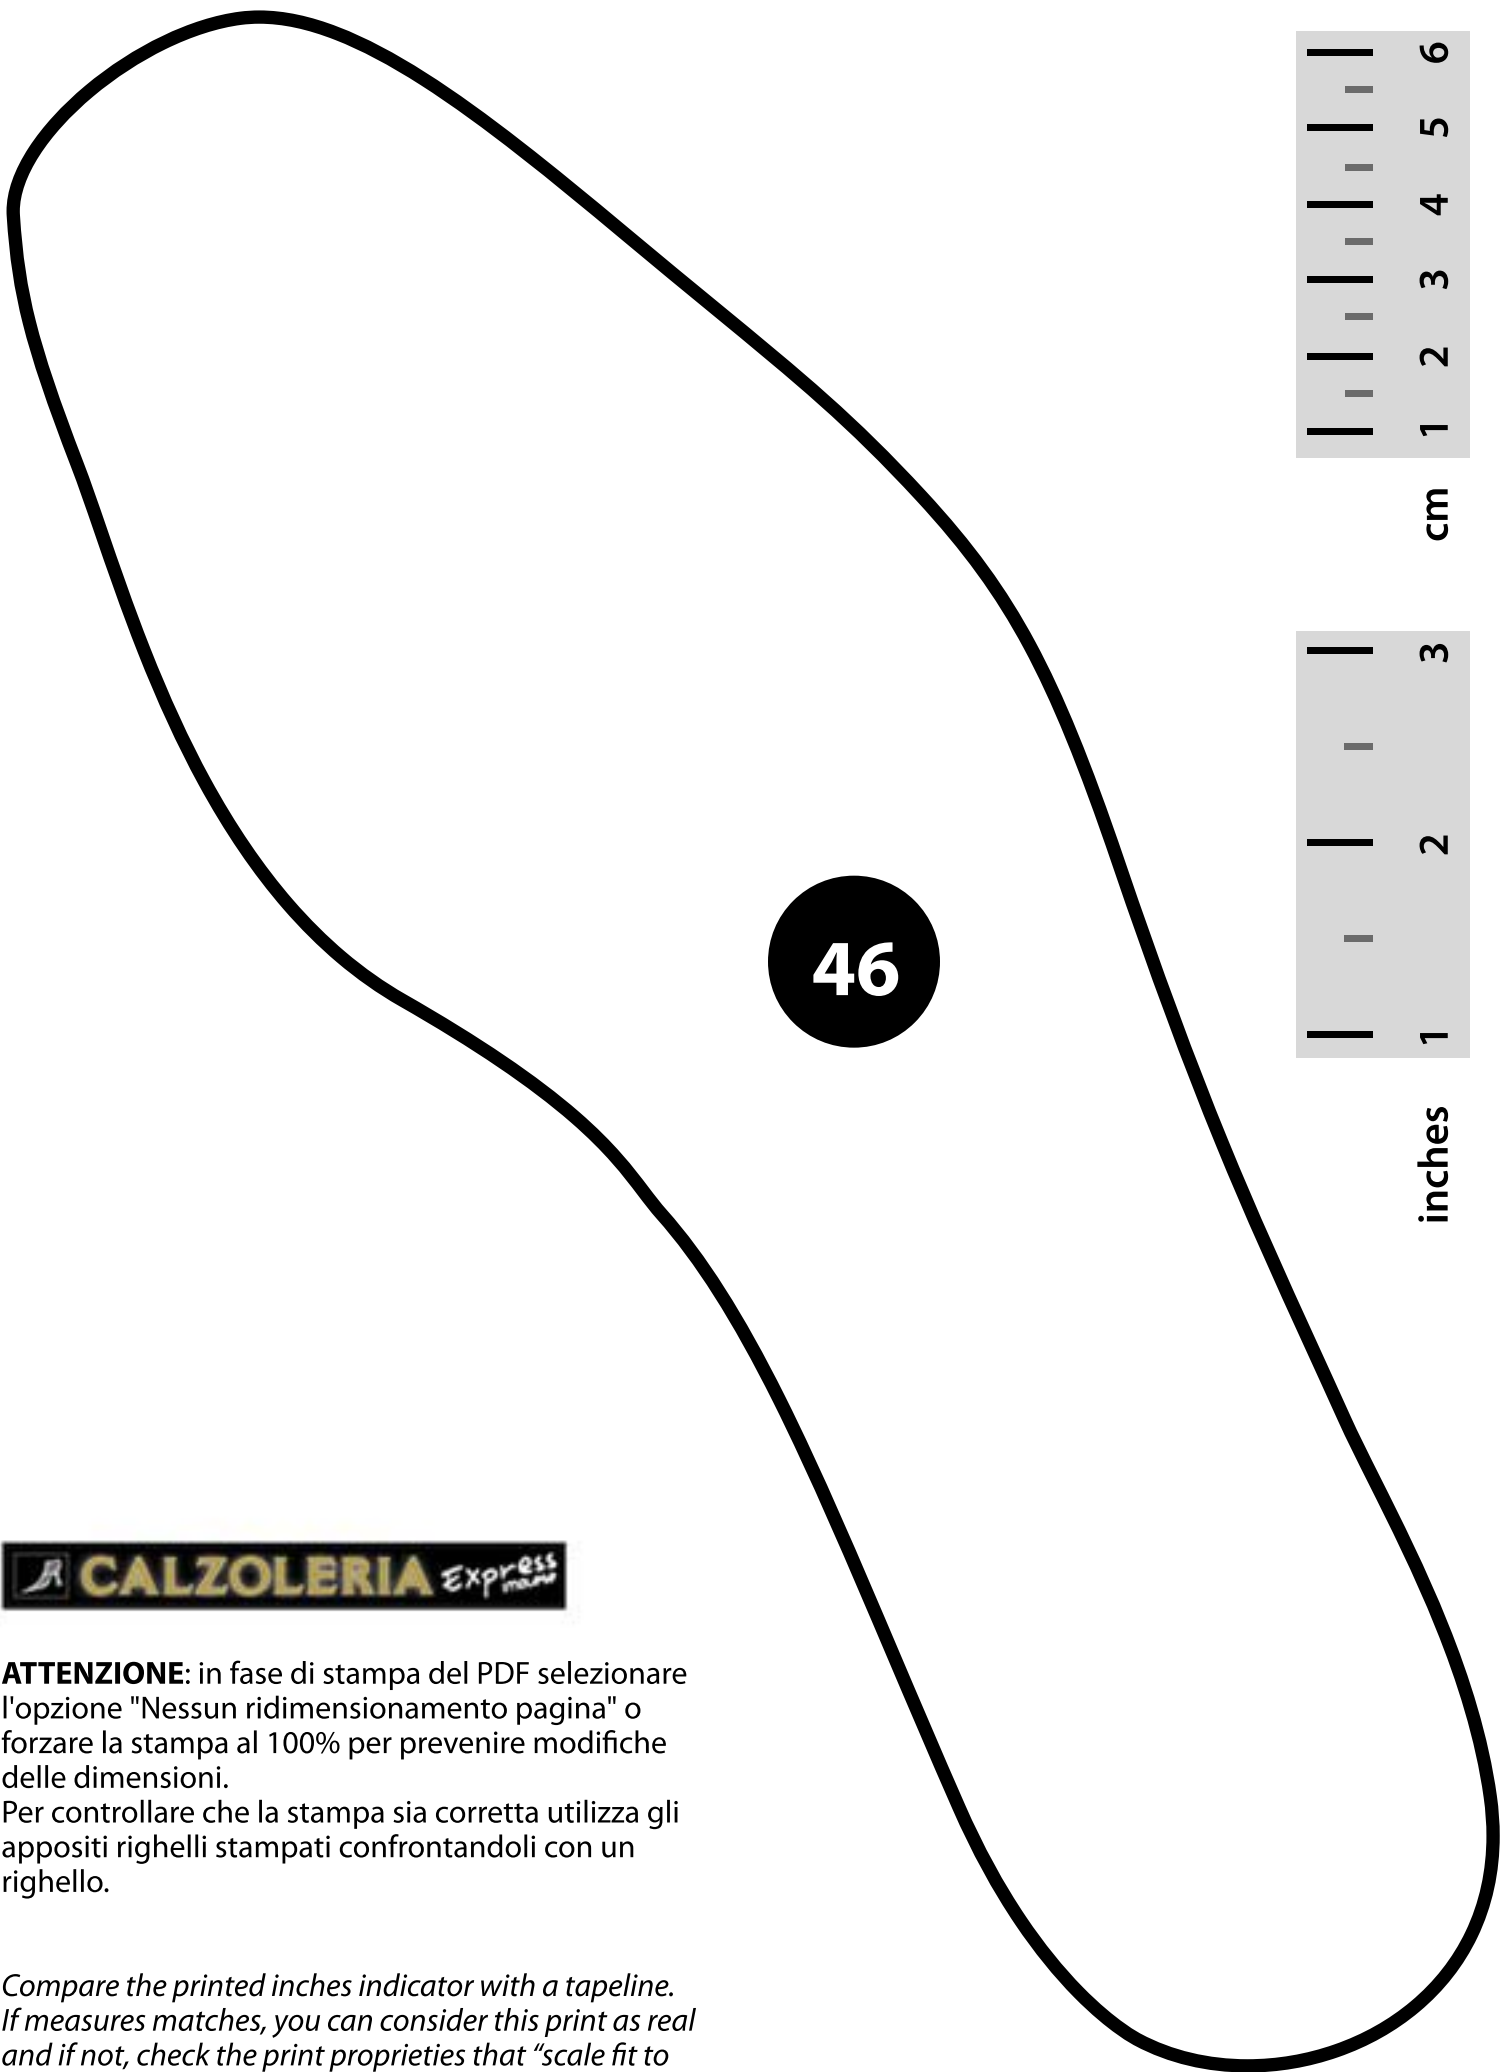 6
5
4
3
2
1
cm
3
2
1
inches
46
CALZOLERIA Express
ATTENZIONE: in fase di stampa del PDF selezionare
l'opzione "Nessun ridimensionamento pagina" o
forzare la stampa al 100% per prevenire modifiche
delle dimensioni.
Per controllare che la stampa sia corretta utilizza gli
appositi righelli stampati confrontandoli con un
righello.
Compare the printed inches indicator with a tapeline.
If measures matches, you can consider this print as real
and if not, check the print proprieties that “scale fit to